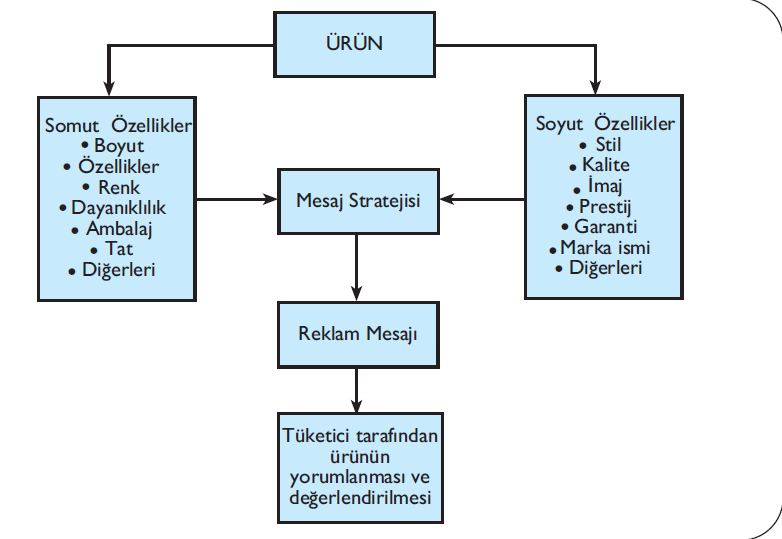 ÜRÜN
Somut Özellikler
• Boyut
• Özellikler
• Renk
• Dayanıklılık
• Ambalaj
• Tat
• Diğerleri
Soyut Özellikler
• Stil
• Kalite
• İmaj
• Prestij
• Garanti
• Marka ismi
• Diğerleri
Mesaj Stratejisi
Reklam Mesajı
Tüketici tarafından
ürünün
yorumlanması ve
değerlendirilmesi